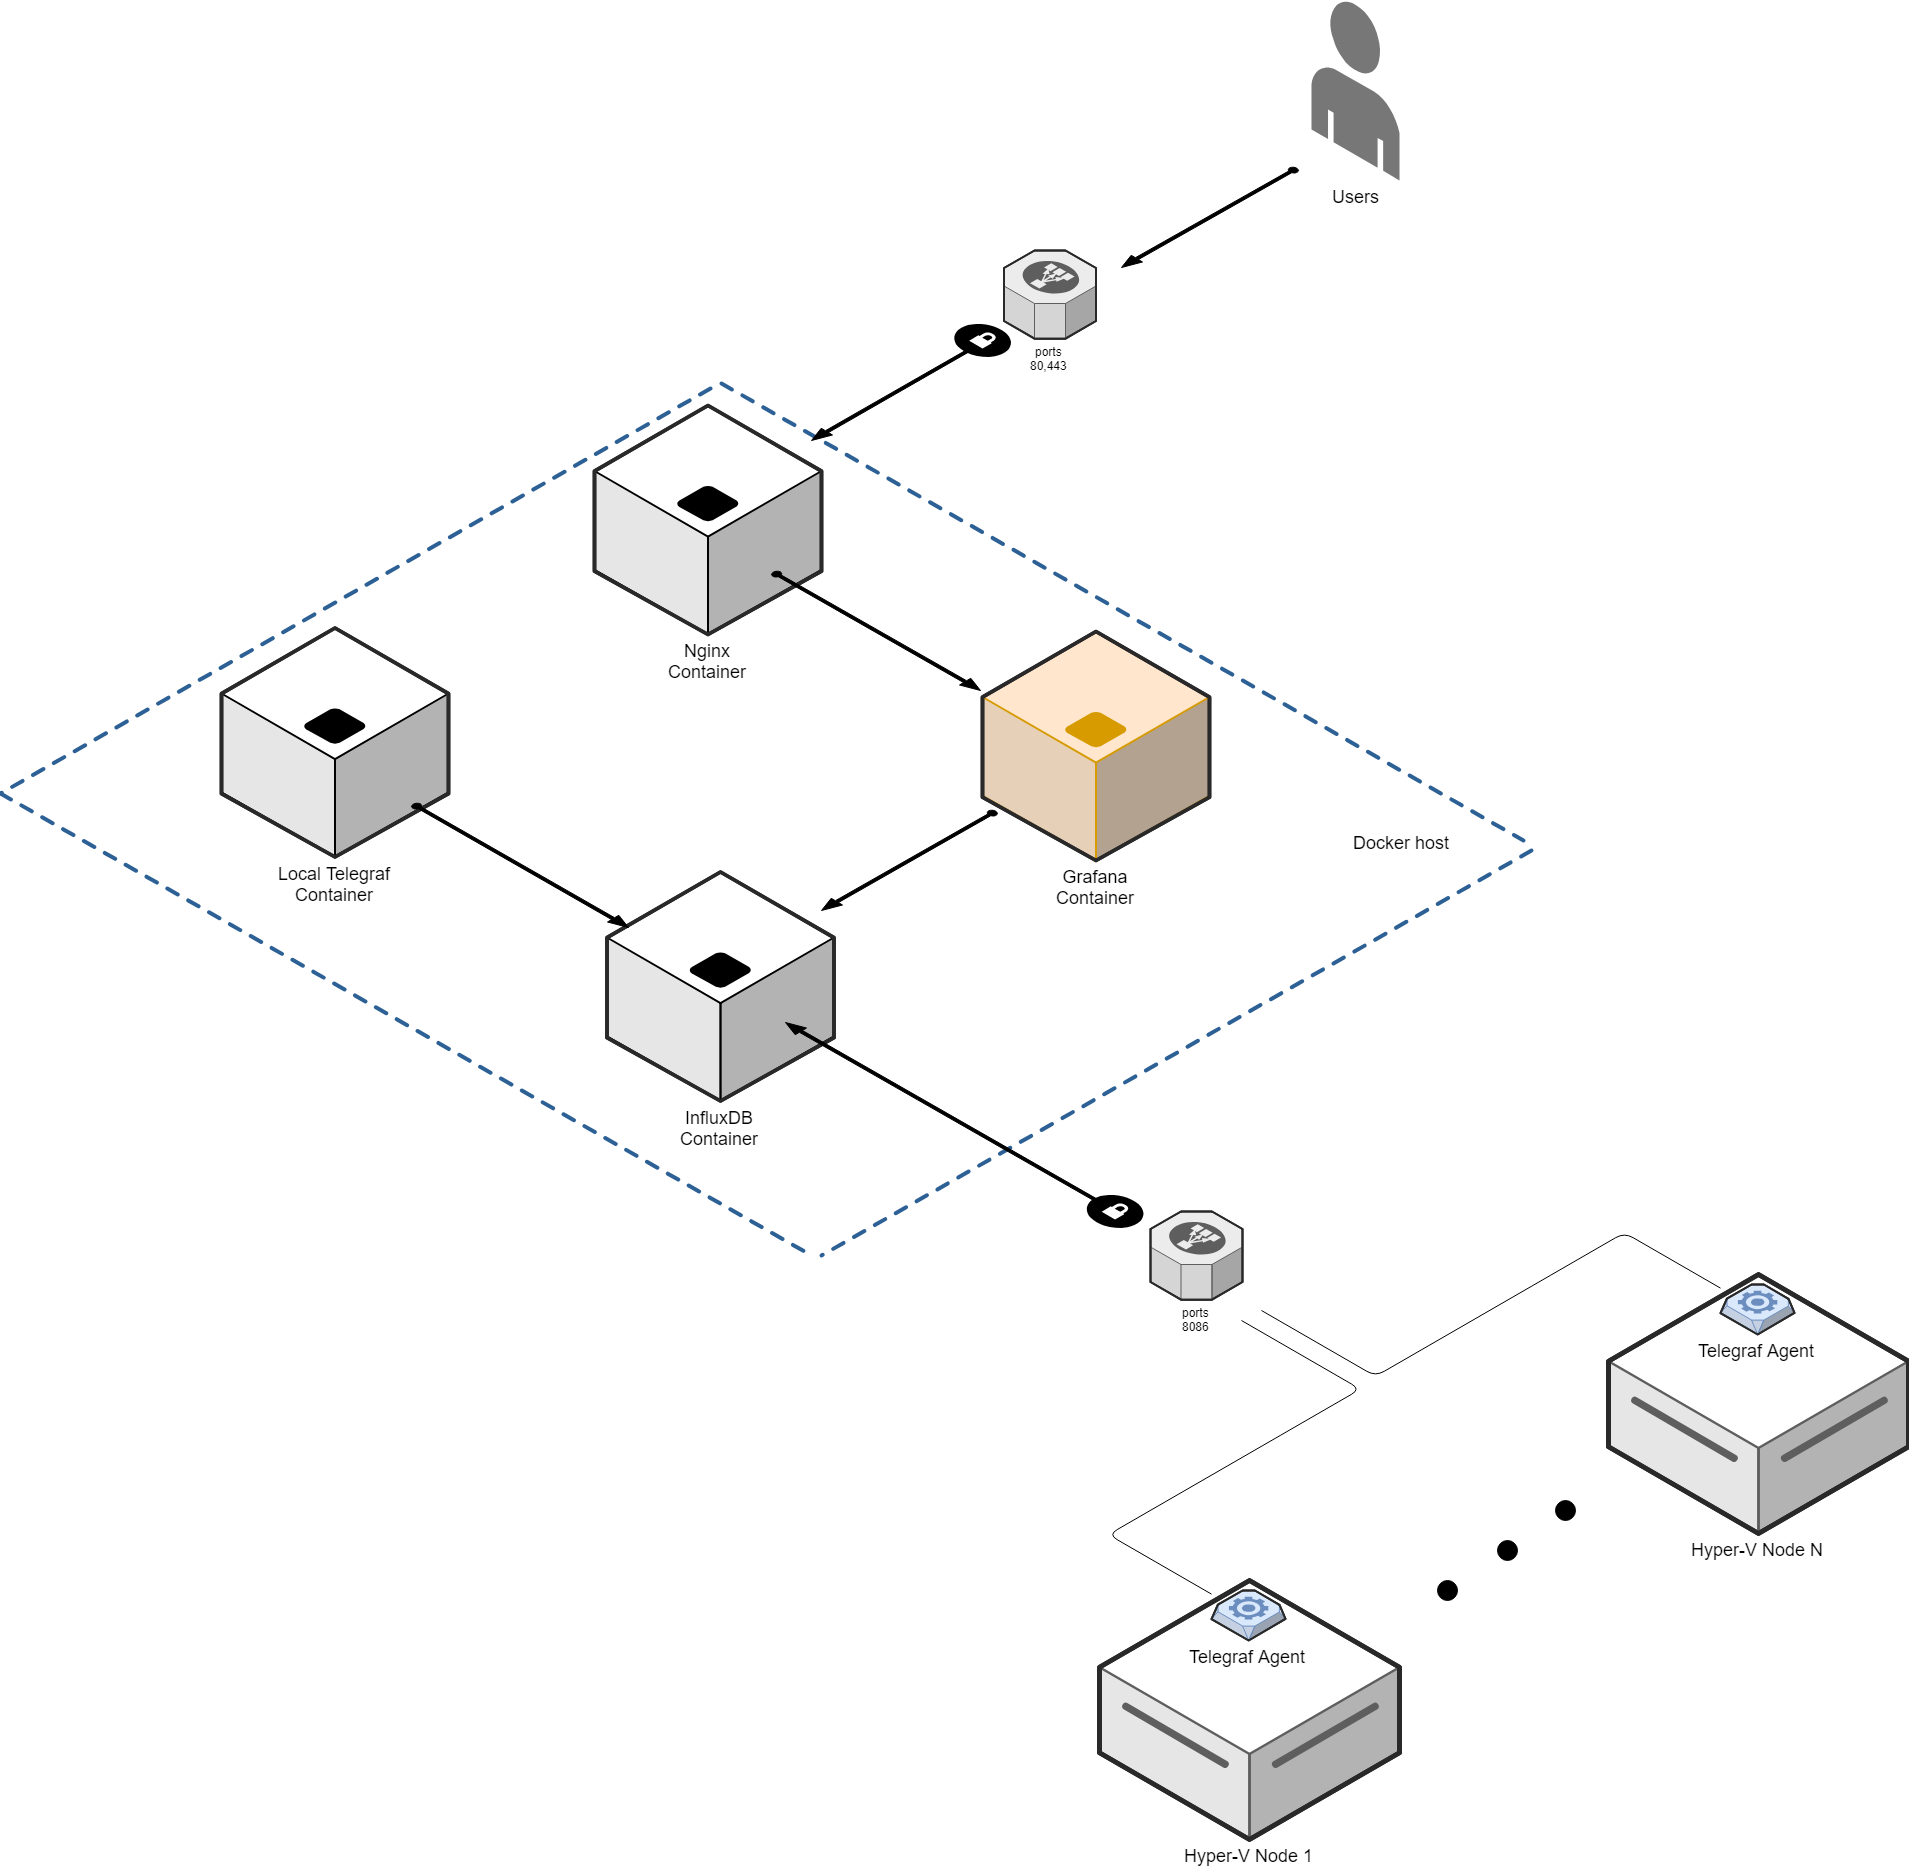 Users
ports
80,443
Nginx
Container
Local Telegraf
Container
Grafana
Container
Docker host
InfluxDB
Container
ports
8086
Telegraf Agent
Hyper-V Node N
Telegraf Agent
Hyper-V Node 1